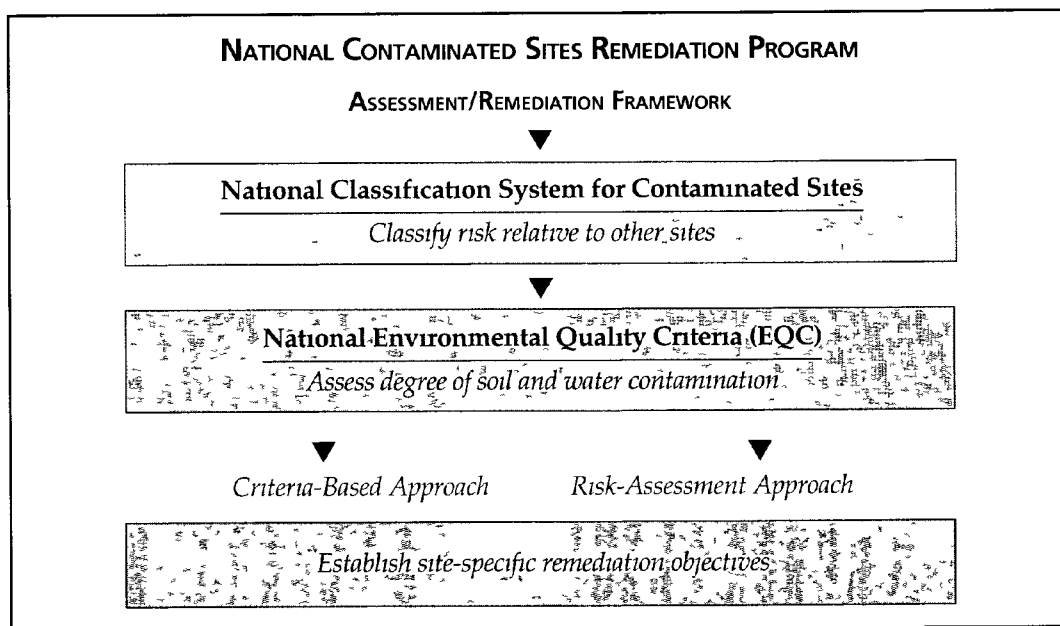 NATIONAL CONTAMINATED SITES REMEDIATION PROGRAM
ASSESSMENT/REMEDIATION FRAMEWORK
National Classification System for Contaminated Sites
Classify risk relative to other sites
National Environmental Quality Criteria (EQC)
Assess degree of soil and water contamination
Criteria-Based Approach
Risk-Assessment Approach
Establish site-specific remediation objectives